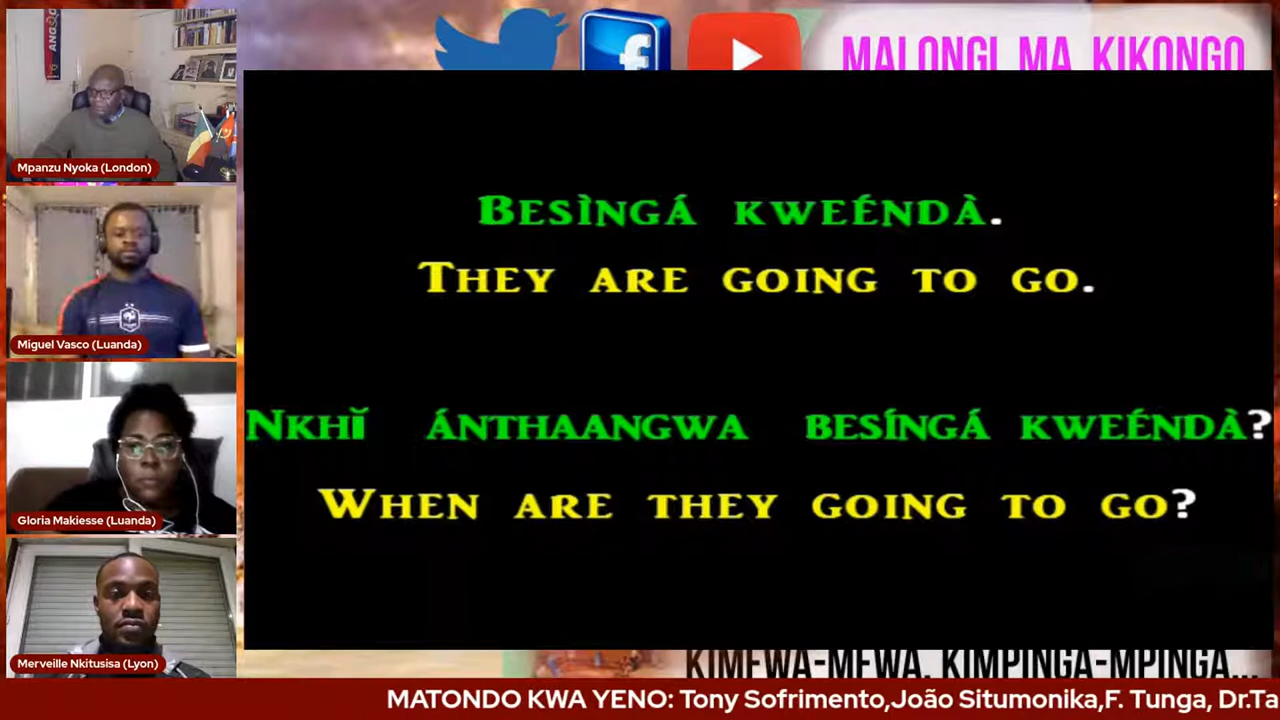 MALONGI MA KIKONGO
ANGO
Mpanzu Nyoka (London)
BESÌNGÁ KWEÉNDÀ.
THEY ARE GOING TO GO.
Miguel Vasco (Luanda)
NKHǏ ÁNTHAANGWA BESÍNGÁ KWEÉNDÀ?
WHEN ARE THEY GOING TO GO?
Gloria Makiesse (Luanda)
Merveille Nkitusisa (Lyon)
KIMFWA-MFWA, KIMPINGA-MPINGA...
MATONDO KWA YENO: Tony Sofrimento,João Situmonika,F. Tunga, Dr.Ta